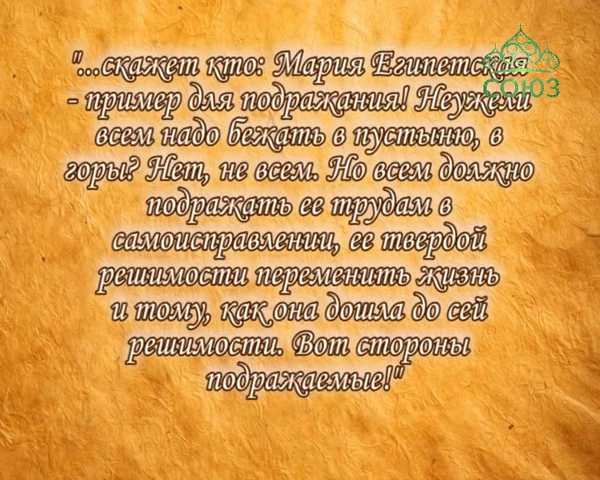 "...скажет кто: Мария Египетская
- пример для подражания! Неужели
всем надо бежать в пустыню, в
горы? Нет, не всем. Но всем должно
подражать ее трудам в
самоисправлении, ее твердой
решимости переменить жизнь
и тому, как она дошла до сей
решимости. Вот стороны
подражаемые!"
СОЮЗ